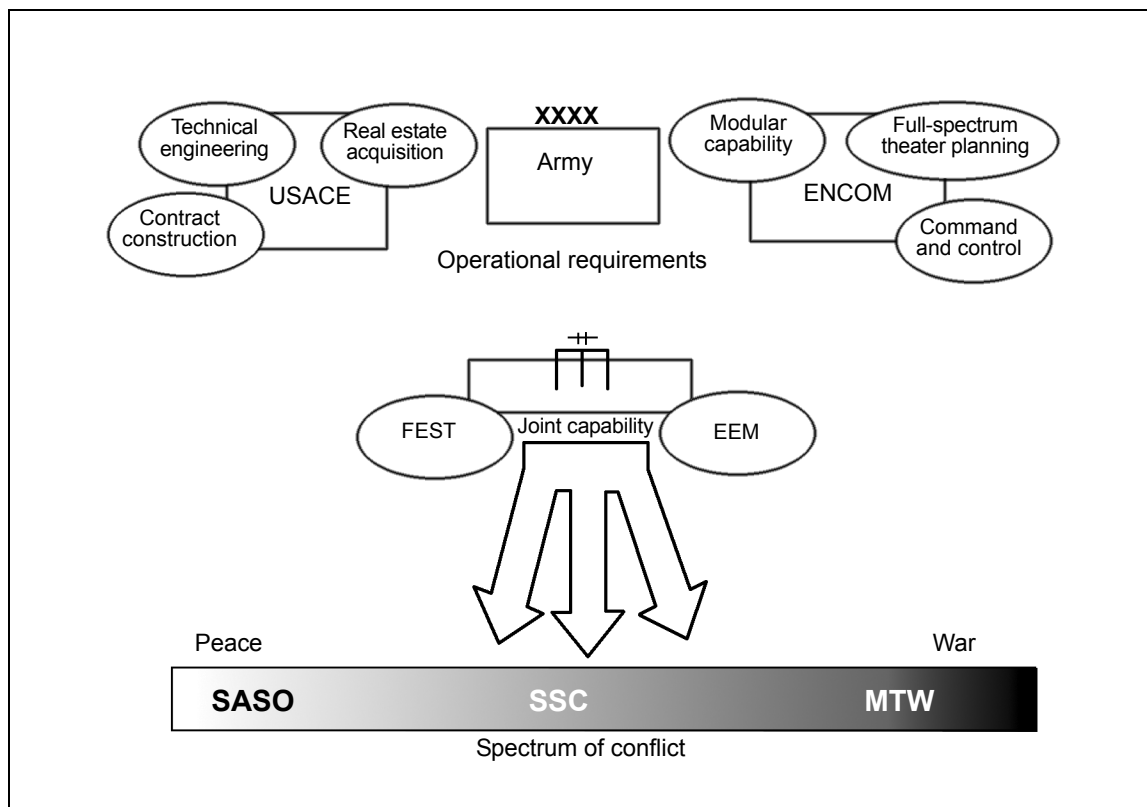 Technical
engineering
Real estate
acquisition
USACE
Contract
construction
XXXX
Army
Operational requirements
Modular
capability
Full-spectrum
theater planning
ENCOM
Command
and control
FEST
Joint capability
EEM
Peace
War
SASO
SSC
MTW
Spectrum of conflict